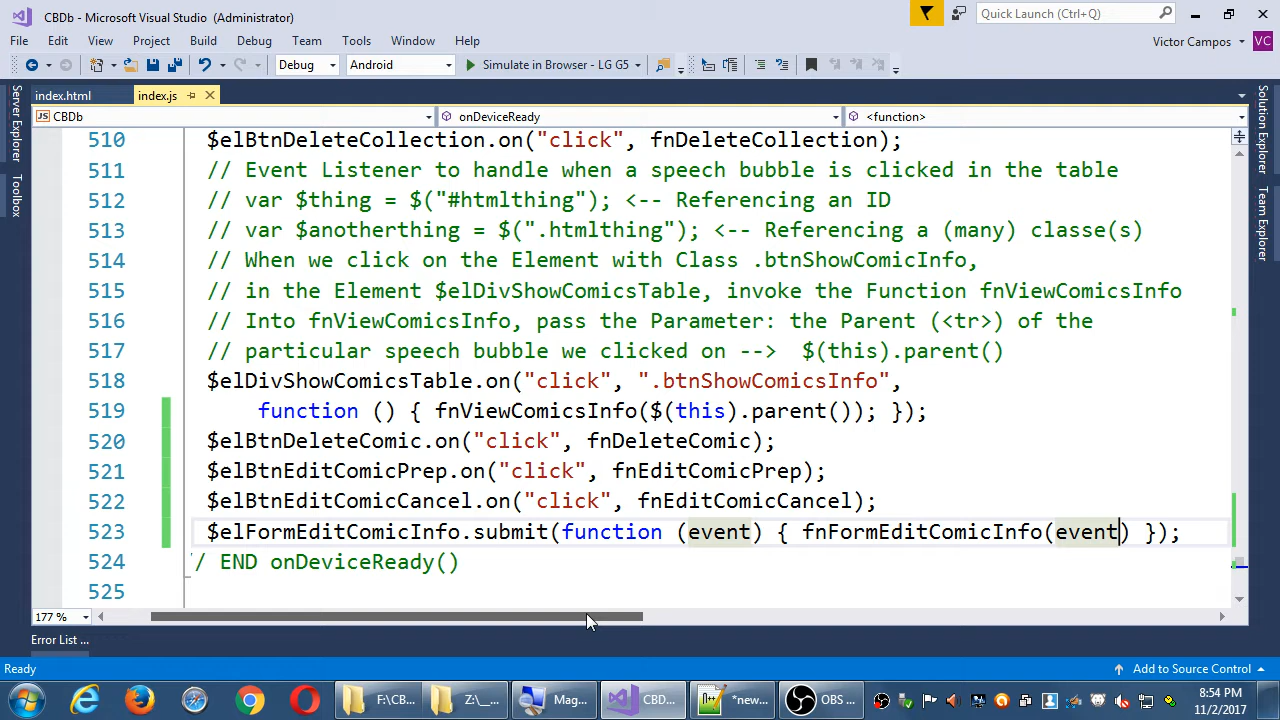 CBDb - Microsoft Visual Studio (Administrator)
Quick Launch (Ctrl+Q)
File Edit View Project Build Debug Team Tools Window Help
Victor Campos
VC
Debug
Android
Simulate in Browser - LG G5
Server Explorer
Toolbox
Solution Explorer
Team Explorer
index.html
index.js
CBDb
onDeviceReady
<function>
510 $elBtnDeleteCollection.on("click", fnDeleteCollection);
511 // Event Listener to handle when a speech bubble is clicked in the table
512 // var $thing = $("#htmlthing"); <-- Referencing an ID
513 // var $anotherthing = $(".htmlthing"); <-- Referencing a (many) classe(s)
514 // When we click on the Element with Class .btnShowComicInfo,
515 // in the Element $elDivShowComicsTable, invoke the Function fnViewComicsInfo
516 // Into fnViewComicsInfo, pass the Parameter: the Parent (<tr>) of the
517 // particular speech bubble we clicked on --> $(this).parent()
518 $elDivShowComicsTable.on("click", ".btnShowComicsInfo",
519 function () { fnViewComicsInfo($(this).parent()); });
520 $elBtnDeleteComic.on("click", fnDeleteComic);
521 $elBtnEditComicPrep.on("click", fnEditComicPrep);
522 $elBtnEditComicCancel.on("click", fnEditComicCancel);
523 $elFormEditComicInfo.submit(function (event) { fnFormEditComicInfo(event) });
524 / END onDeviceReady()
525
177 %
Error List ...
Ready
Add to Source Control
F:\CB...
Z:\__...
Mag...
CBD...
*new...
OBS ...
8:54 PM
11/2/2017